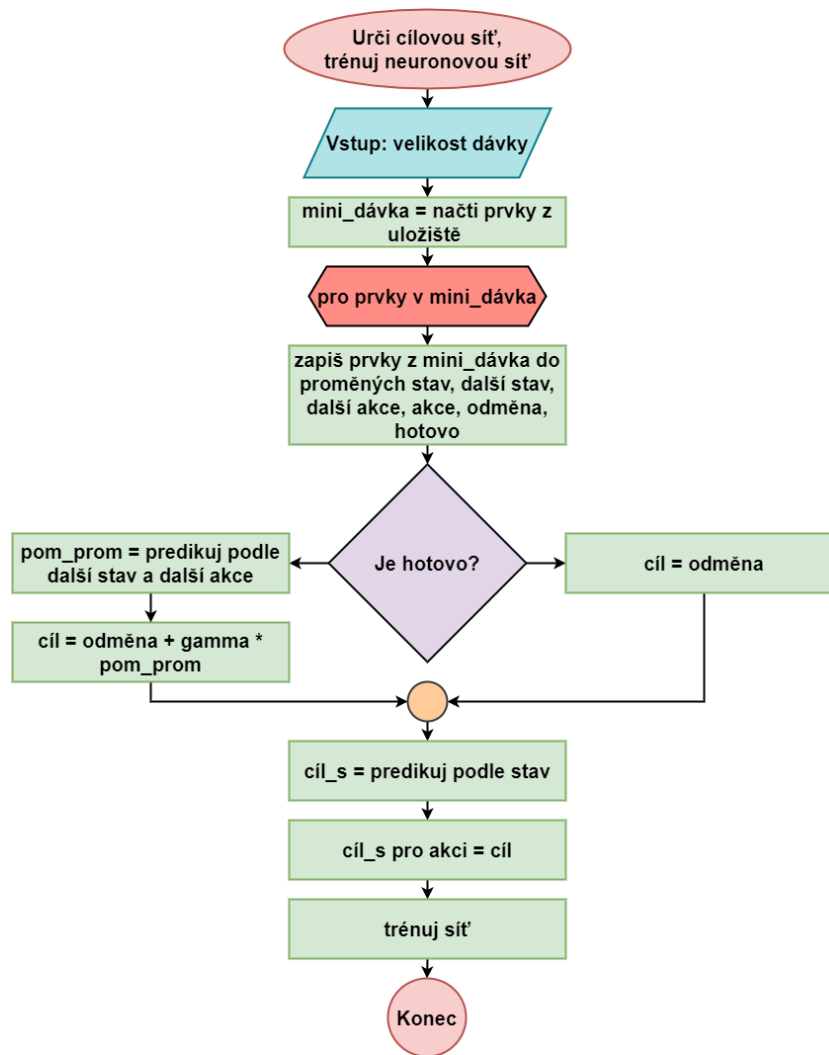 Urči cílovou síť,
trénuj neuronovou síť
Vstup: velikost dávky
mini_dávka = načti prvky z
uložiště
pro prvky v mini_dávka
zapiš prvky z mini_dávka do
proměných stav, další stav,
další akce, akce, odměna,
hotovo
Je hotovo?
pom_prom = predikuj podle
další stav a další akce
cíl = odměna
cíl = odměna + gamma *
pom_prom
cíl_s = predikuj podle stav
cíl_s pro akci = cíl
trénuj síť
Konec